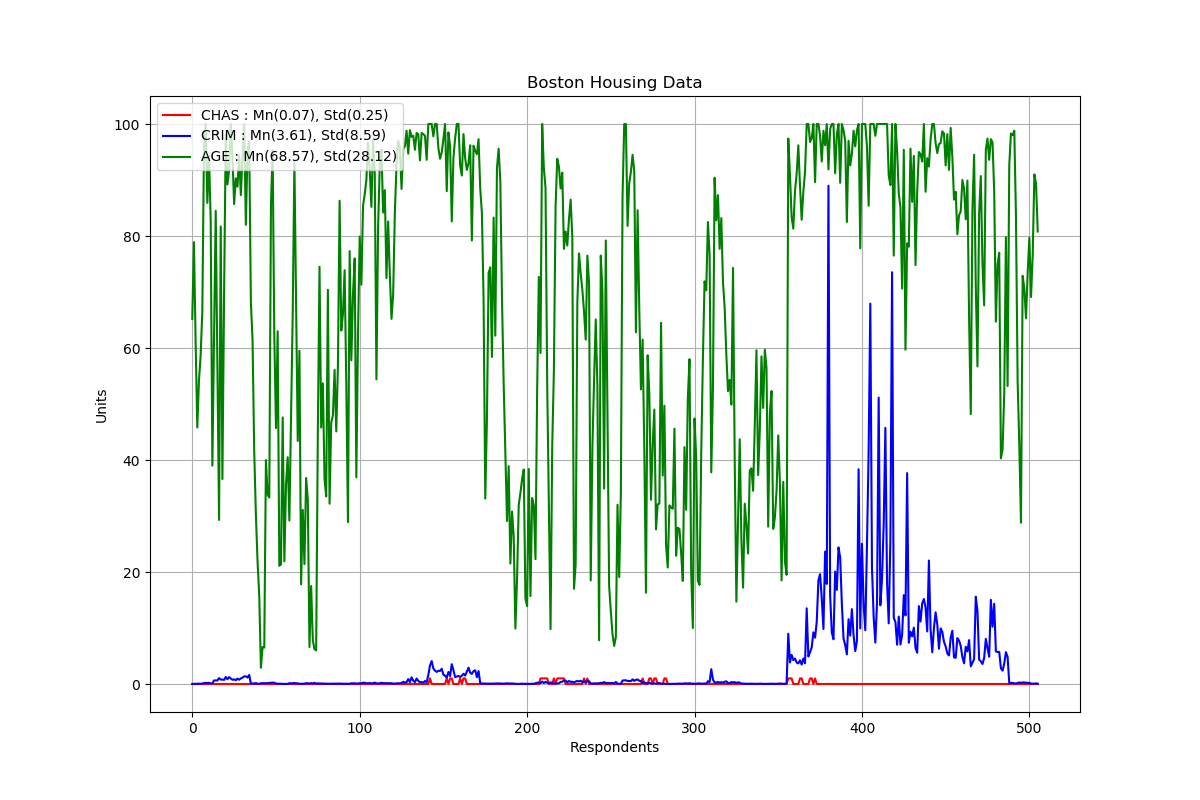 Boston Housing Data
CHAS : Mn(0.07), Std(0.25)
CRIM : Mn(3.61), Std(8.59)
AGE : Mn(68.57), Std(28.12)
100
80
60
40
20
0
Units
0 100 200 300 400 500
Respondents